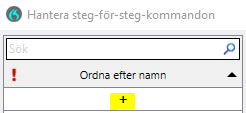 Hantera steg-för-steg-kommandon
Sök
! Ordna efter namn
+